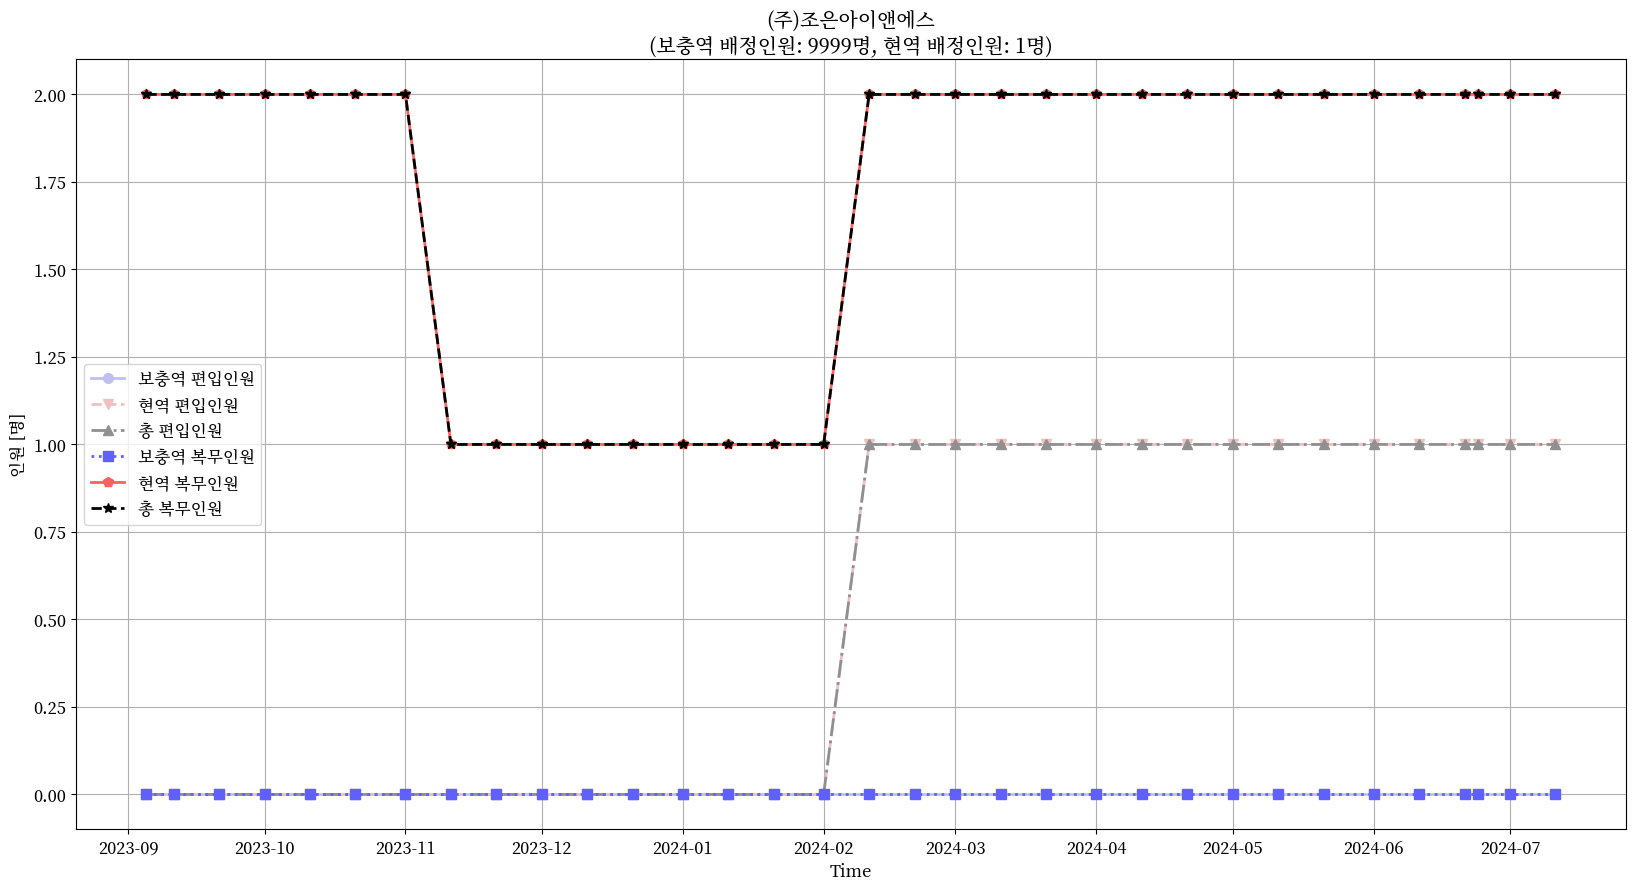 (주)조은아이앤에스
(보충역 배정인원: 9999명, 현역 배정인원: 1명)
2.00
1.75
1.50
1.25
1.00
0.75
0.50
0.25
0.00
인원 [명]
보충역 편입인원
현역 편입인원
총 편입인원
보충역 복무인원
현역 복무인원
총 복무인원
2023-09
2023-10
2023-11
2023-12
2024-01
2024-02
2024-03
2024-04
2024-05
2024-06
2024-07
Time